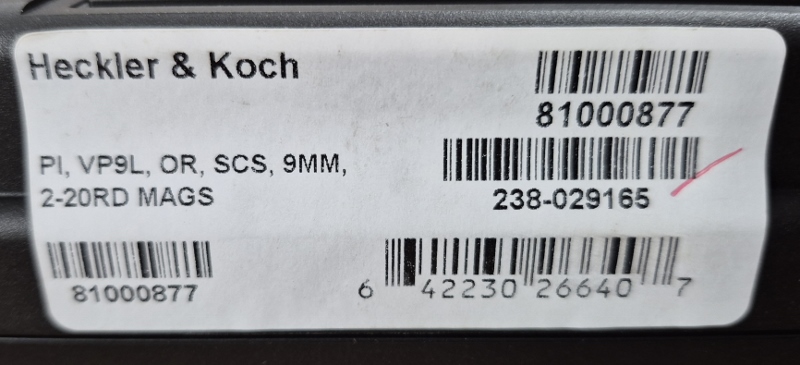 Heckler & Koch
81000877
PI, VP9L, OR, SCS, 9MM,
2-20RD MAGS
238-029165
81000877
6 42230 26640 7